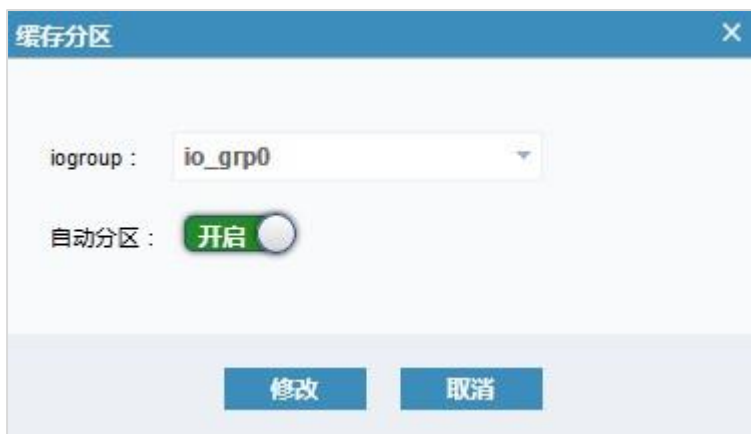 缓存分区
iogroup : io_grp0
自动分区 : 开启
修改 取消